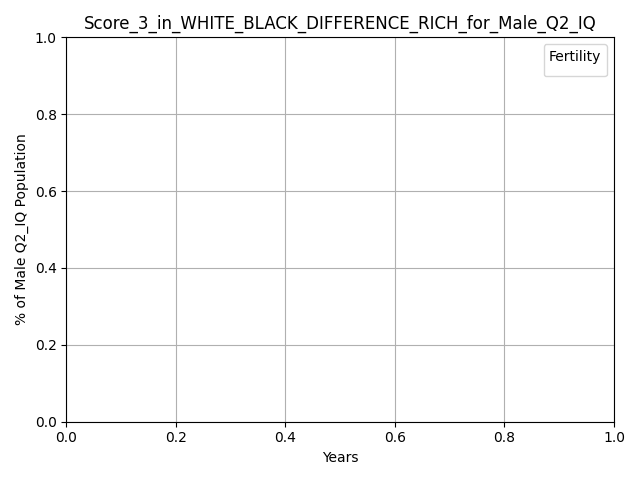 Score_3_in_WHITE_BLACK_DIFFERENCE_RICH_for_Male_Q2_IQ
Fertility
% of Male Q2_IQ Population
1.0
0.8
0.6
0.4
0.2
0.0
0.0 0.2 0.4 0.6 0.8 1.0
Years